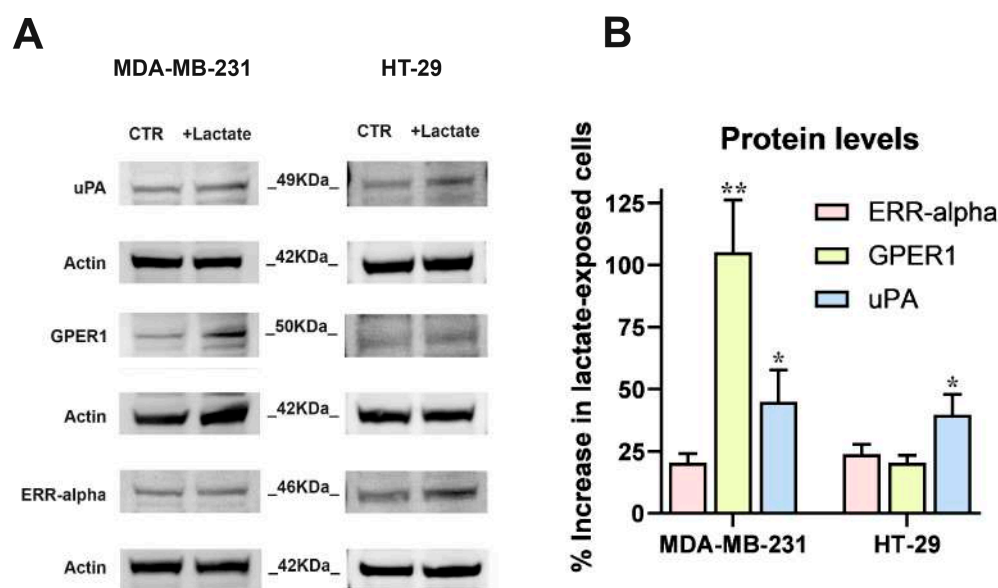 A
MDA-MB-231 HT-29
CTR +Lactate CTR +Lactate
uPA _49KDa_
Actin _42KDa_
GPER1 _50KDa_
Actin _42KDa_
ERR-alpha _46KDa_
Actin _42KDa_
B
Protein levels
% Increase in lactate-exposed cells
125
100
75
50
25
0
** * *
ERR-alpha
GPER1
uPA
MDA-MB-231 HT-29